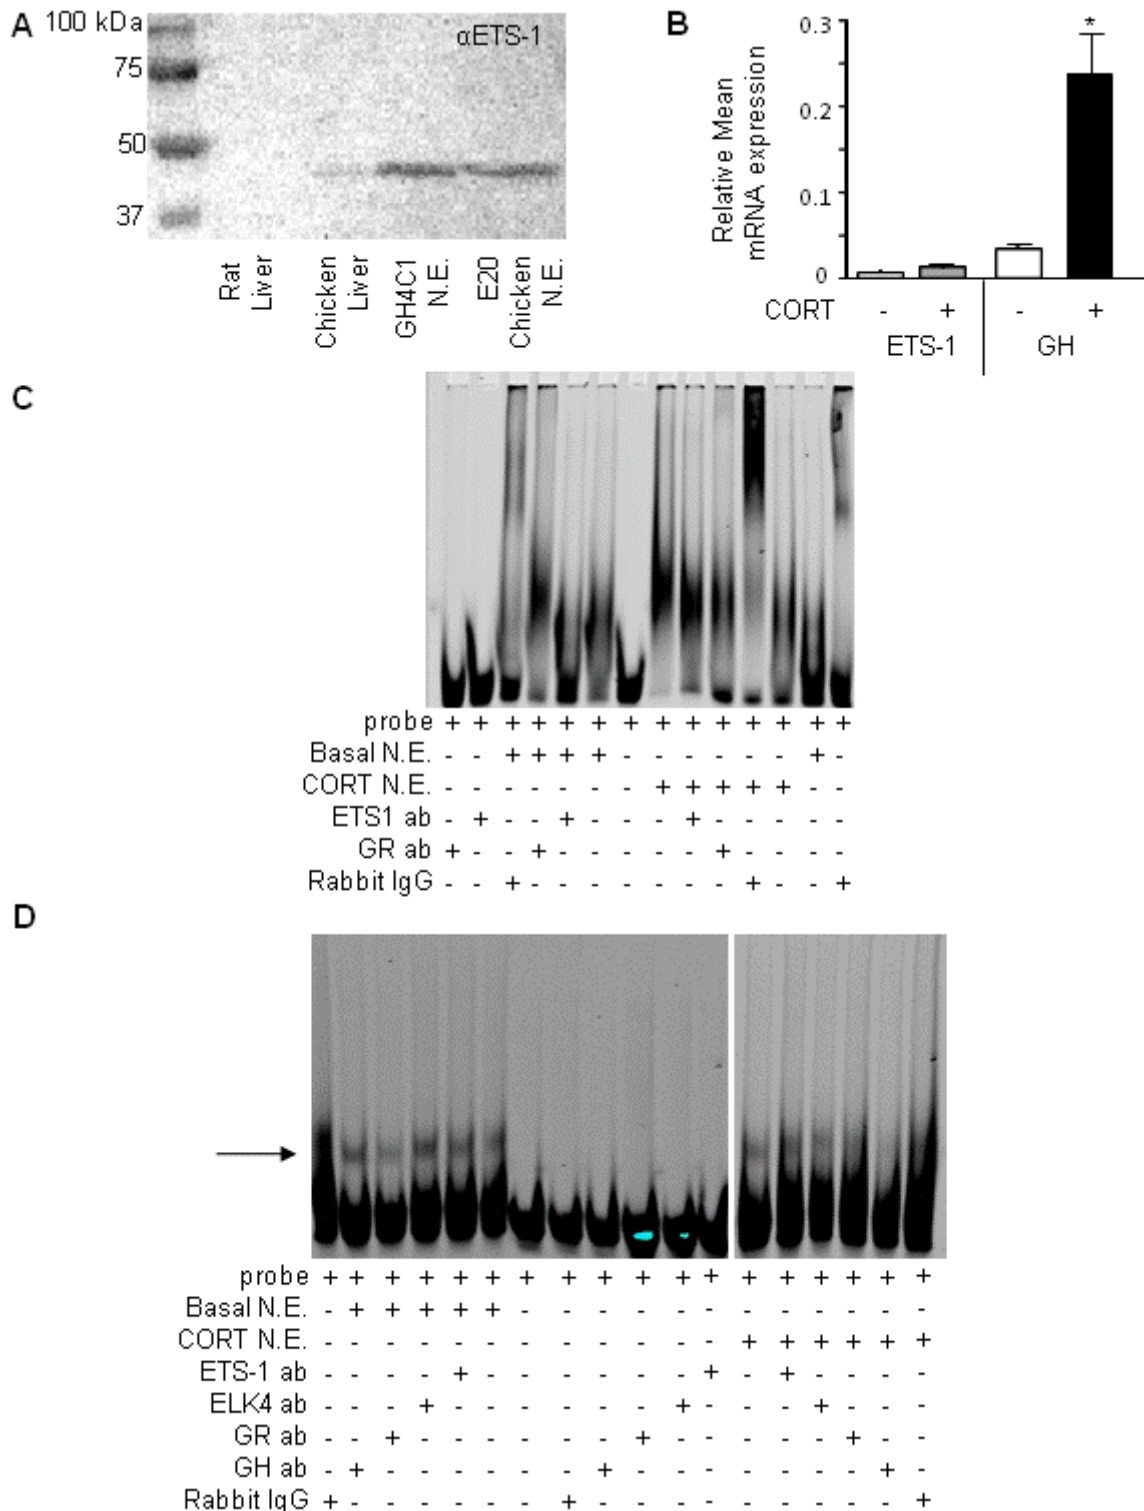 A
100 kDa
75
50
37
αETS-1
Rat Liver
Chicken Liver
GH4C1 N.E.
E20 Chicken N.E.
B
Relative Mean mRNA expression
0.3
0.2
0.1
0
*
CORT - + - +
ETS-1 GH
C
probe + + + + + + + + + + + + + +
Basal N.E. - - + + + + - - - - - - + -
CORT N.E. - - - - - - - + + + + + - -
ETS1 ab - + - - + - - - + - - - - -
GR ab + - - + - - - - - + - - - -
Rabbit IgG - - + - - - - - - - + - - +
D
probe + + + + + + + + + + + + + + + + + +
Basal N.E. - + + + + + - - - - - - - - - - - -
CORT N.E. - - - - - - - - - - - - + + + + + +
ETS-1 ab - - - - + - - - - - - + - + - - - -
ELK4 ab - - - + - - - - - - + - - - + - - -
GR ab - - + - - - - - - + - - - - - + - -
GH ab - + - - - - - - + - - - - - - - + -
Rabbit IgG + - - - - - - + - - - - - - - - - +